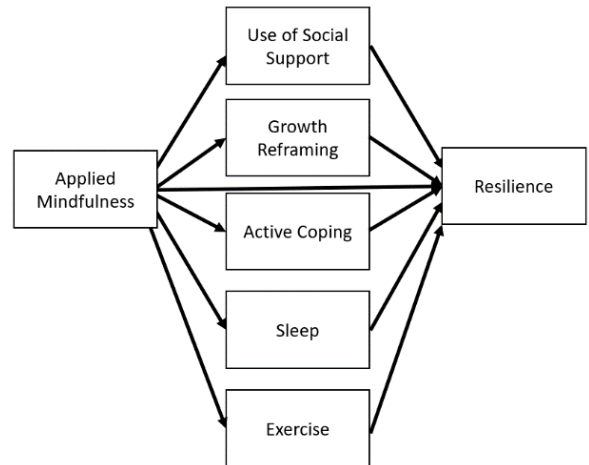 Use of Social
Support
Growth
Reframing
Applied
Mindfulness
Resilience
Active Coping
Sleep
Exercise